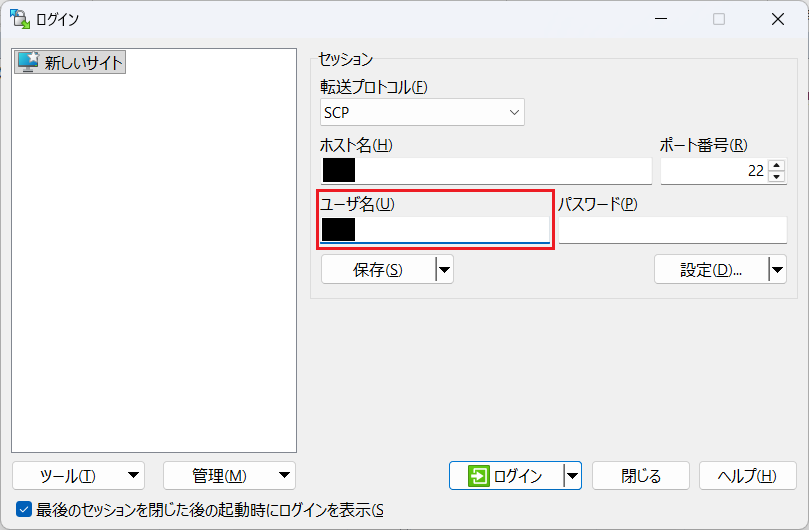 ログイン
新しいサイト
セッション
転送プロトコル(F)
SCP
ホスト名(H)
ポート番号(R)
22
ユーザ名(U)
パスワード(P)
保存(S)
設定(D)...
ツール(T)
管理(M)
ログイン
閉じる
ヘルプ(H)
最後のセッションを閉じた後の起動時にログインを表示(S